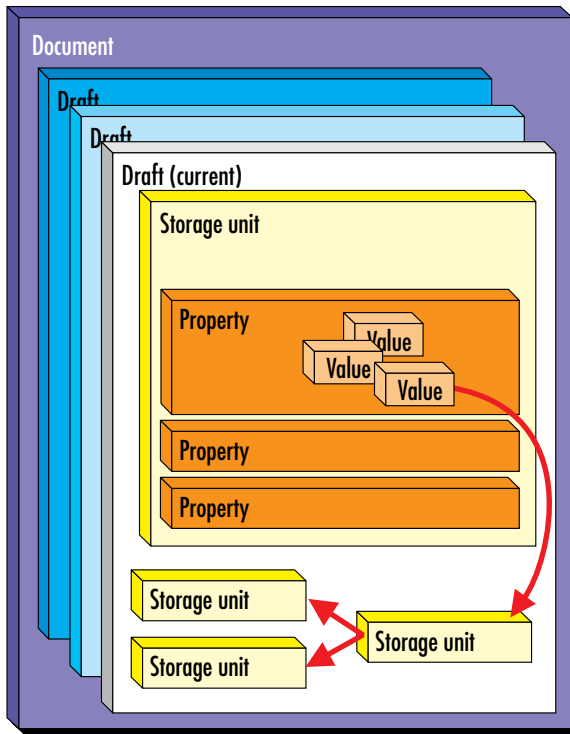 Document
Draft
Draft
Draft (current)
Storage unit
Property
Value
Value
Value
Property
Property
Storage unit
Storage unit
Storage unit